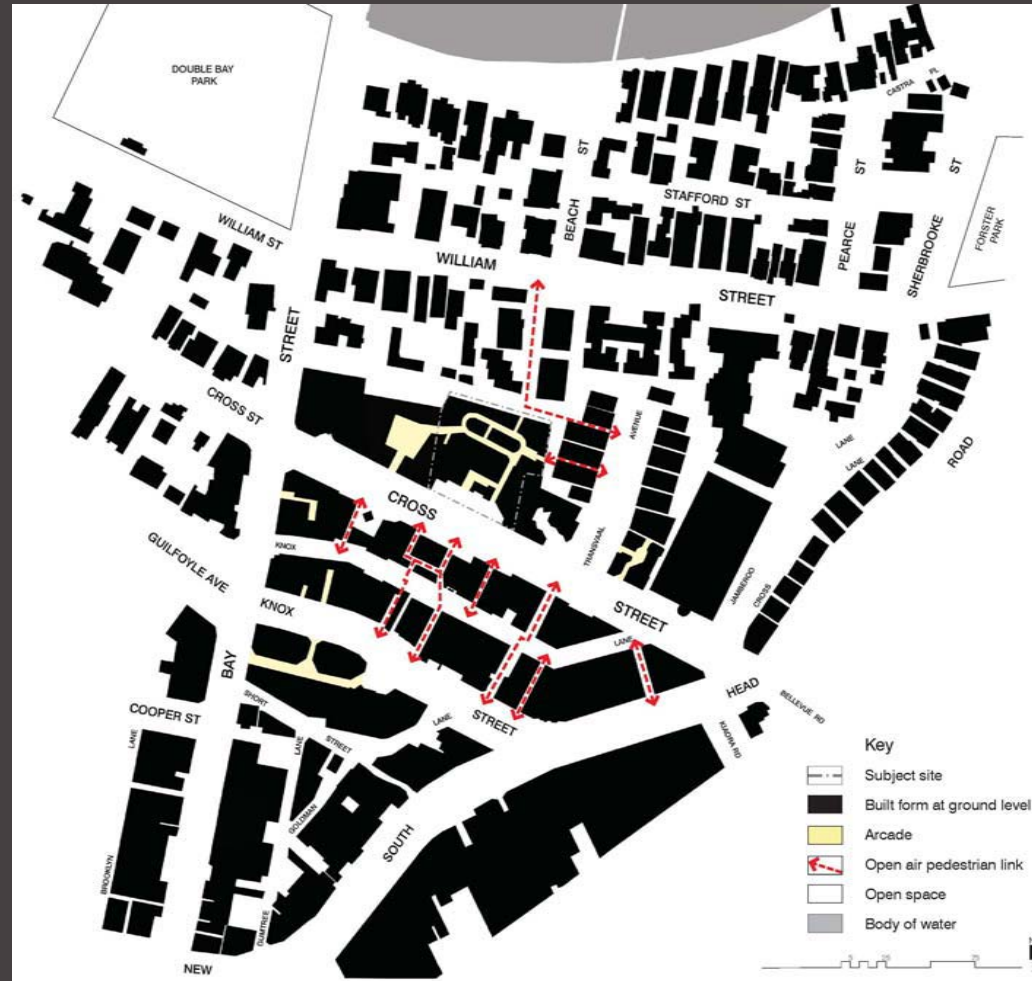 DOUBLE BAY
PARK
CASTRA PL
ST
ST
ST
STAFFORD ST
BEACH
WILLIAM ST
WILLIAM
STREET
PEARCE
SHERBROOKE
FORSTER
PARK
STREET
CROSS ST
AVENUE
LANE
LANE
ROAD
CROSS
TRANSVAAL
JAMBEROO
CROSS
GUILFOYLE AVE
KNOX
KNOX
STREET
LANE
BAY
HEAD
BELLEVUE RD
KIAORA RD
COOPER ST
SHORT
STREET
LANE
STREET
LANE
LANE
GOLDMAN
SOUTH
BROOKLYN
GUMTREE
NEW
Key
Subject site
Built form at ground level
Arcade
Open air pedestrian link
Open space
Body of water